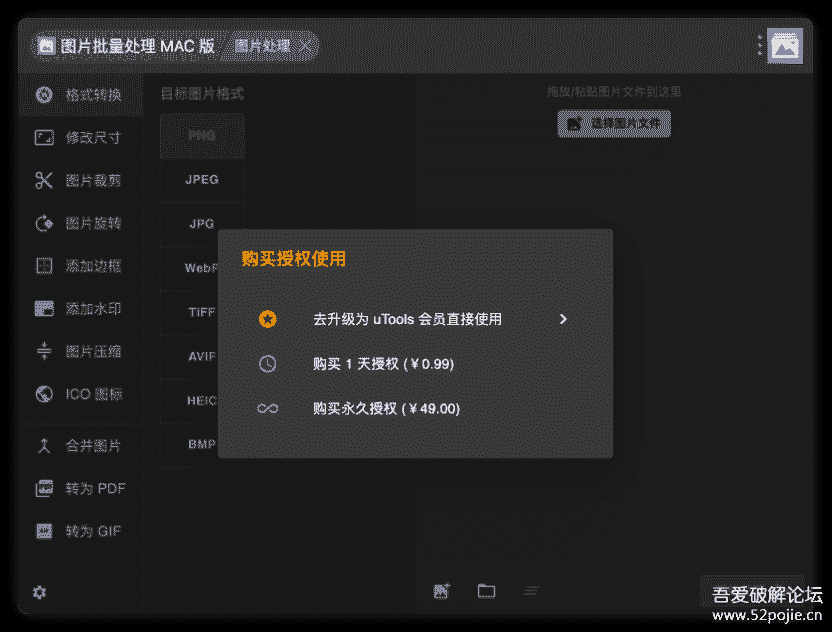 图片批量处理 MAC 版
图片处理
格式转换
修改尺寸
图片裁剪
图片旋转
添加边框
添加水印
图片压缩
ICO 图标
合并图片
转为 PDF
转为 GIF
目标图片格式
PNG
JPEG
JPG
WebP
TIFF
AVIF
HEIC
BMP
拖放/粘贴图片文件到这里
选择图片文件
购买授权使用
去升级为 uTools 会员直接使用
购买 1 天授权 (¥0.99)
购买永久授权 (¥49.00)
吾爱破解论坛
www.52pojie.cn